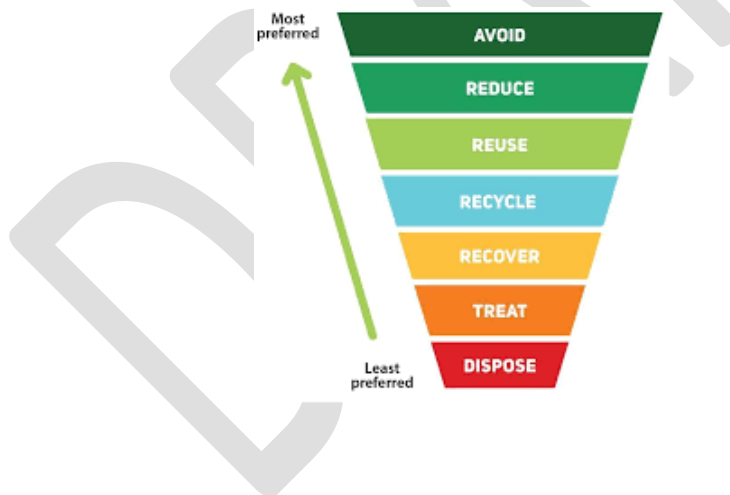 Most
preferred
AVOID
REDUCE
REUSE
RECYCLE
RECOVER
TREAT
DISPOSE
Least
preferred